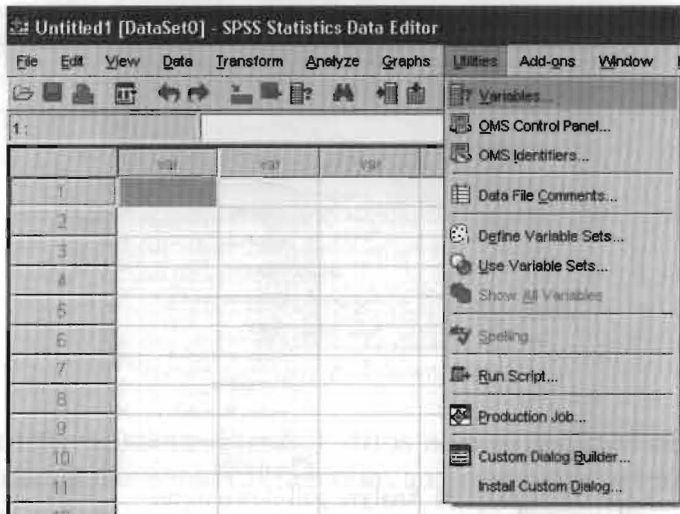 Untitled1 [DataSet0] - SPSS Statistics Data Editor
File Edit View Data Transform Analyze Graphs Utilities Add-ons Window
1 :
var var var
1
2
3
4
5
6
7
8
9
10
11
Variables...
OMS Control Panel...
OMS Identifiers...
Data File Comments...
Define Variable Sets...
Use Variable Sets...
Show All Variables
Spelling...
Run Script...
Production Job...
Custom Dialog Builder...
Install Custom Dialog...